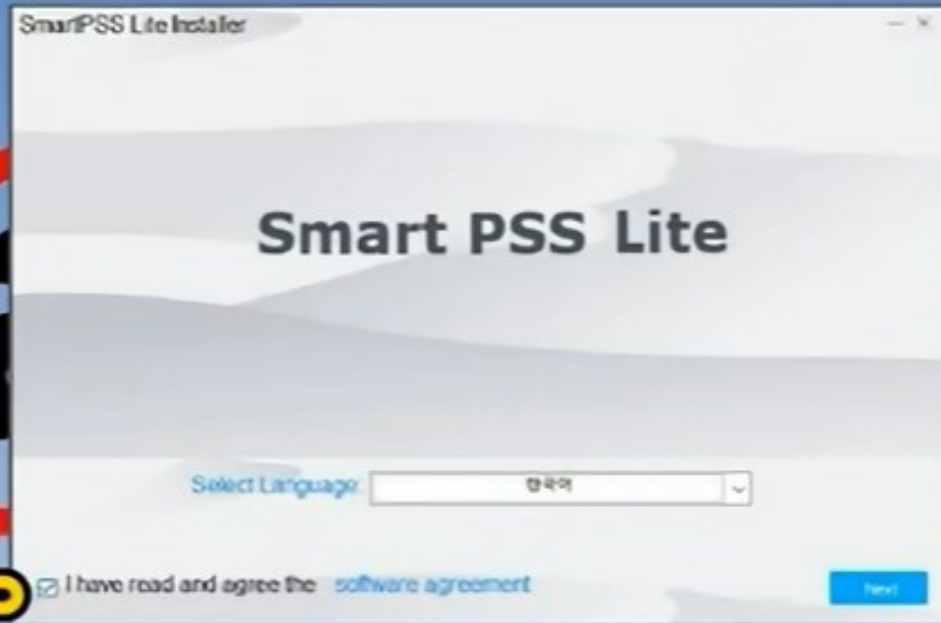 SmartPSS Lite Installer
Smart PSS Lite
Select Language
한국어
I have read and agree the software agreement
Next